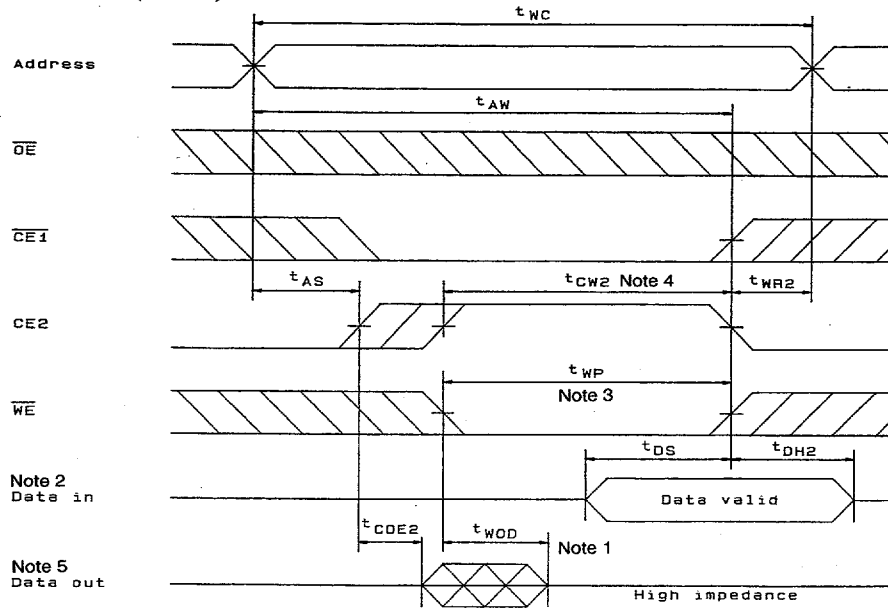 tWC
Address
tAW
OE
CE1
tAS
tCW2 Note 4
tWR2
CE2
tWP
Note 3
WE
tDS
tDH2
Note 2
Data in
Data valid
tCOE2
tWOD
Note 1
Note 5
Data out
High impedance